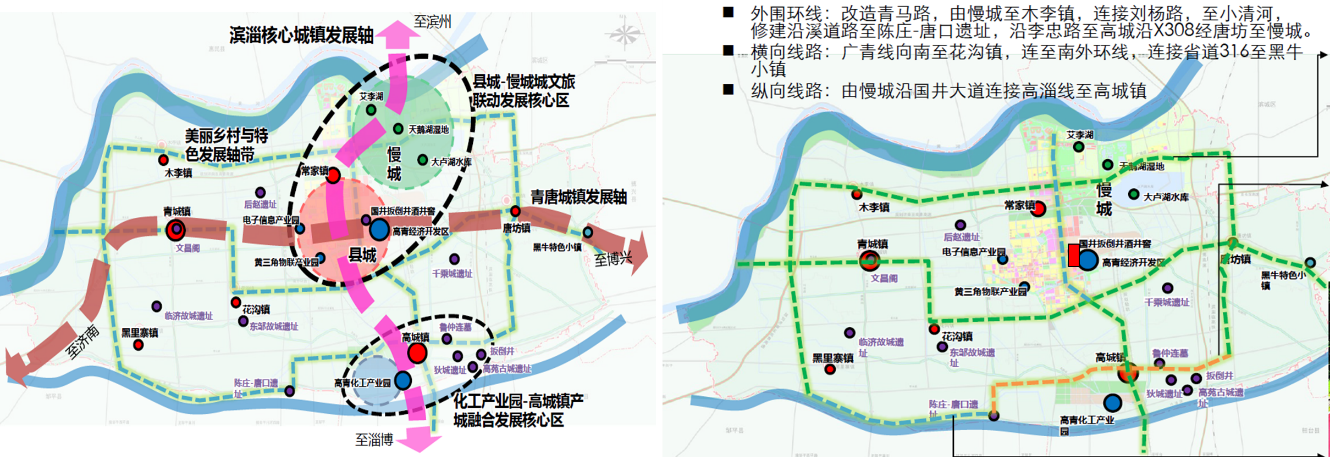 至滨州
滨淄核心城镇发展轴
县城-慢城城文旅
联动发展核心区
艾李湖
天鹅湖湿地
慢
城
大卢湖水库
美丽乡村与特
色发展轴带
木李镇
常家镇
后赵遗址
青唐城镇发展轴
青城镇
文昌阁
电子信息产业园
国井扳倒井酒井窖
高青经济开发区
唐坊镇
黑牛特色小镇
至博兴
黄三角物联产业园
县城
千乘城遗址
临济故城遗址
花沟镇
东邹故城遗址
黑里寨镇
至济南
高城镇
鲁仲连墓
扳倒井
狄城遗址
高苑古城遗址
陈庄-唐口遗
址
高青化工产业园
化工产业园-高城镇产
城融合发展核心区
至淄博
■ 外围环线：改造青马路，由慢城至木李镇，连接刘杨路，至小清河，
修建沿溪道路至陈庄-唐口遗址，沿李忠路至高城沿X308经唐坊至慢城。
■ 横向线路：广青线向南至花沟镇，连至南外环线，连接省道316至黑牛
小镇
■ 纵向线路：由慢城沿国井大道连接高淄线至高城镇
艾李湖
天鹅湖湿地
慢
城
大卢湖水库
木李镇
常家镇
后赵遗址
青城镇
文昌阁
电子信息产业园
国井扳倒井酒井窖
高青经济开发区
唐坊镇
黑牛特色小
镇
黄三角物联产业园
千乘城遗址
临济故城遗址
花沟镇
东邹故城遗
址
黑里寨镇
高城镇
鲁仲连墓
扳倒井
狄城遗址
高苑古城遗
址
陈庄-唐口遗
址
高青化工产业
园